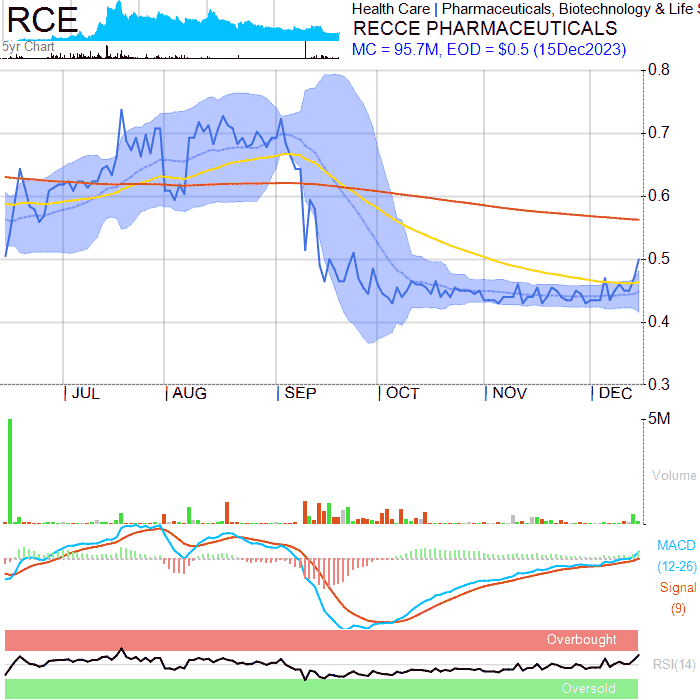 RCE
5yr Chart
Health Care | Pharmaceuticals, Biotechnology & Life S
RECCE PHARMACEUTICALS
MC = 95.7M, EOD = $0.5 (15Dec2023)
0.8
0.7
0.6
0.5
0.4
0.3
JUL AUG SEP OCT NOV DEC
5M
Volume
MACD
(12-26)
Signal
(9)
Overbought
RSI(14)
Oversold